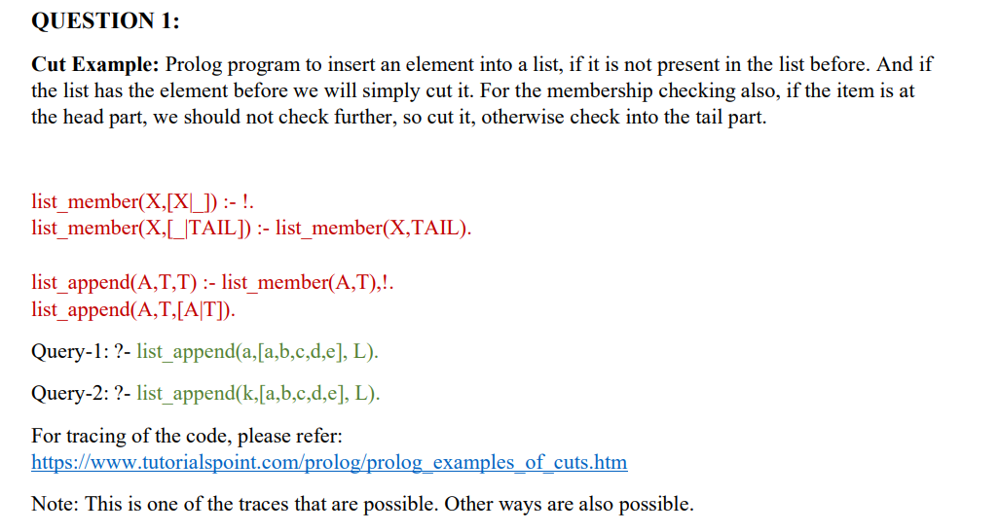 QUESTION 1:
Cut Example: Prolog program to insert an element into a list, if it is not present in the list before. And if
the list has the element before we will simply cut it. For the membership checking also, if the item is at
the head part, we should not check further, so cut it, otherwise check into the tail part.
list_member(X,[X|_]) :- !.
list_member(X,[_|TAIL]) :- list_member(X,TAIL).
list_append(A,T,T) :- list_member(A,T),!.
list_append(A,T,[A|T]).
Query-1: ?- list_append(a,[a,b,c,d,e], L).
Query-2: ?- list_append(k,[a,b,c,d,e], L).
For tracing of the code, please refer:
https://www.tutorialspoint.com/prolog/prolog_examples_of_cuts.htm
Note: This is one of the traces that are possible. Other ways are also possible.